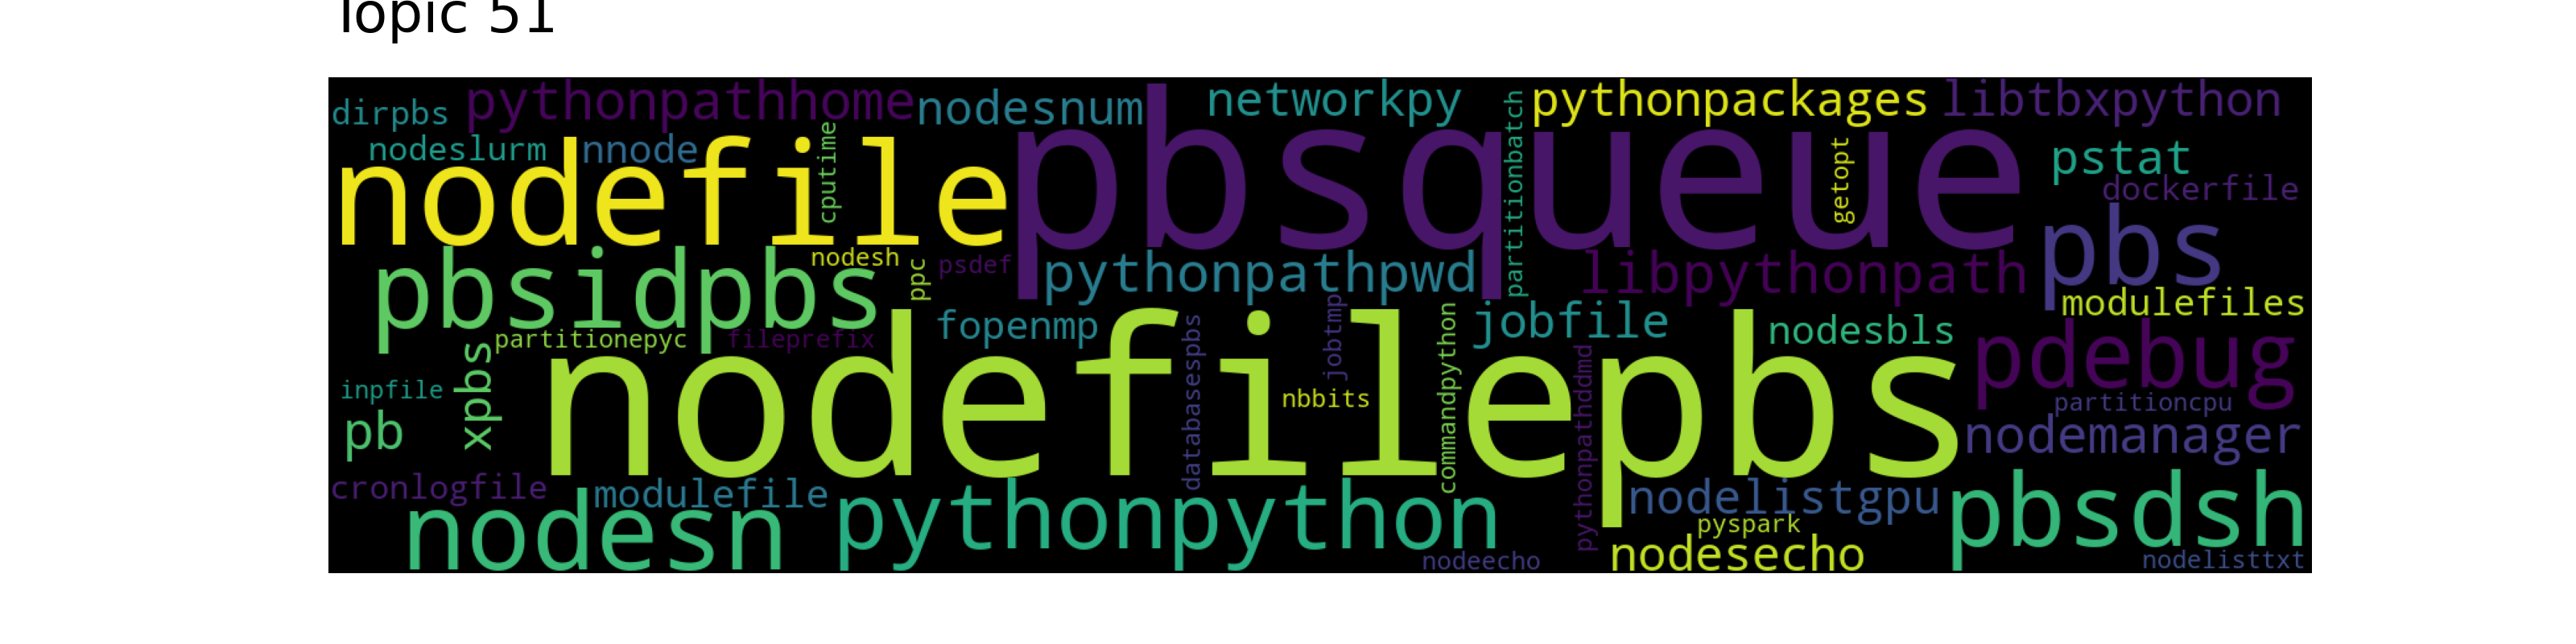 Topic 51
dirpbs
pythonpathhome
nodesnum
networkpy
pythonpackages
libtbxpython
nodeslurm
nnode
cputime
partitionbatch
getopt
pstat
dockerfile
nodefile
pbsqueue
pbs
pbsidpbs
nodesh
ppc
psdef
pythonpathpwd
libpythonpath
modulefiles
partitionepyc
fileprefix
fopenmp
databasespbs
jobtmp
commandpython
jobfile
nodesbls
pdebug
inpfile
xpbs
nodefilepbs
nbbits
pythonpathddmd
partitioncpu
pb
nodemanager
cronlogfile
modulefile
nodelistgpu
nodesn
pythonpython
pyspark
pbsdsh
nodeecho
nodesecho
nodelisttxt